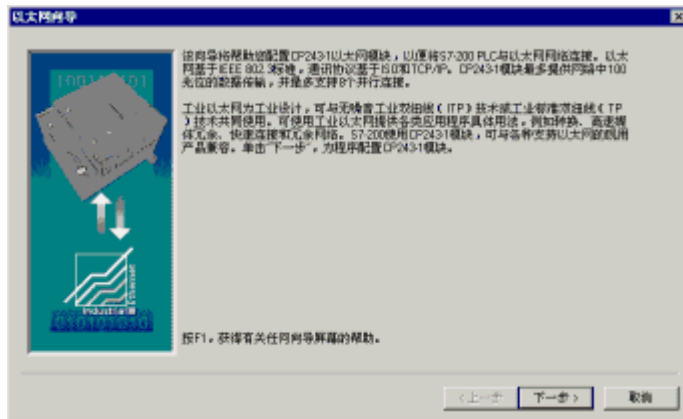 以太网向导
该向导将帮助您配置CP243-1以太网模块，以便将S7-200 PLC与以太网网络连接。以太
网基于IEEE 802.3标准，通讯协议基于ISO和TCP/IP。CP243-1模块最多提供网络中100
兆位的数据传输，并最多支持8个并行连接。
工业以太网为工业设计，可与无噪音工业双绞线（ITP）技术或工业标准双绞线（TP
）技术共同使用。可使用工业以太网提供各类应用程序具体用法，例如转换、高速媒
体冗余、快速连接和冗余网络。S7-200使用CP243-1模块，可与各种支持以太网的现用
产品兼容。单击"下一步"，为程序配置CP243-1模块。
Industrial
Ethernet
按F1，获得有关任何向导屏幕的帮助。
<上一步
下一步>
取消